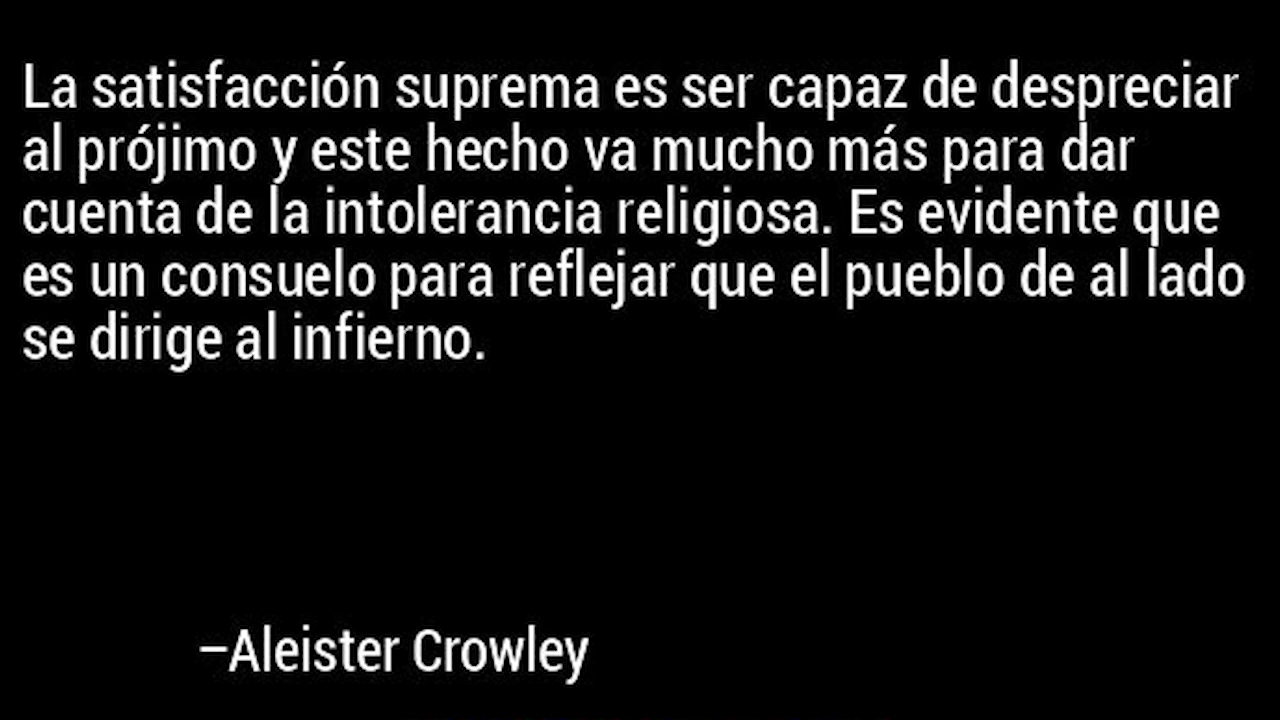 La satisfacción suprema es ser capaz de despreciar
al prójimo y este hecho va mucho más para dar
cuenta de la intolerancia religiosa. Es evidente que
es un consuelo para reflejar que el pueblo de al lado
se dirige al infierno.
–Aleister Crowley